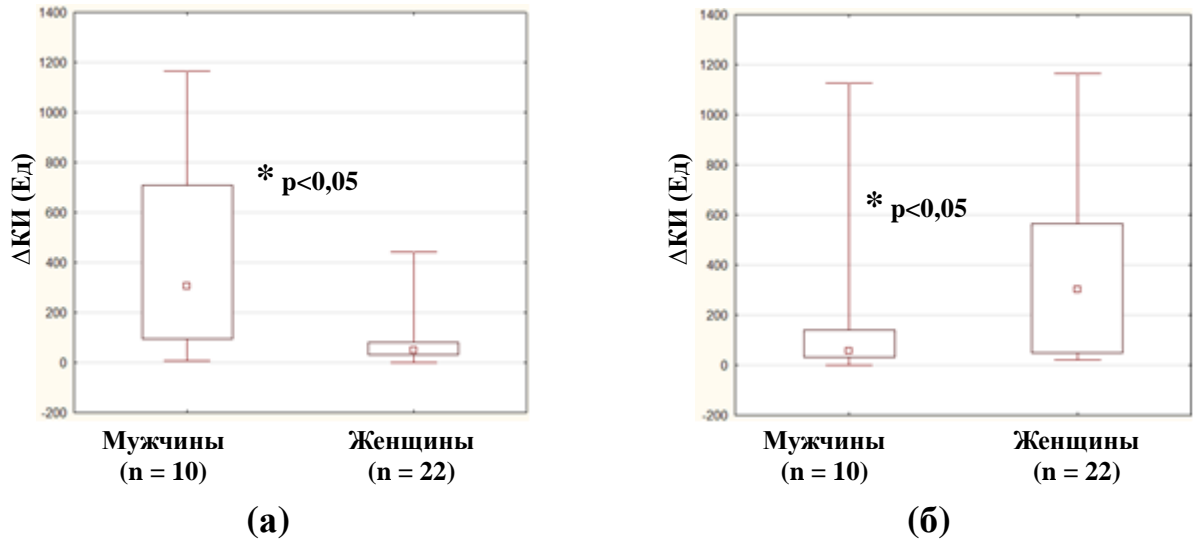 1400
1200
1000
800
600
400
200
0
-200
ΔКИ (Ед)
* p<0,05
Мужчины
(n = 10)
Женщины
(n = 22)
(а)
1400
1200
1000
800
600
400
200
0
-200
ΔКИ (Ед)
* p<0,05
Мужчины
(n = 10)
Женщины
(n = 22)
(б)